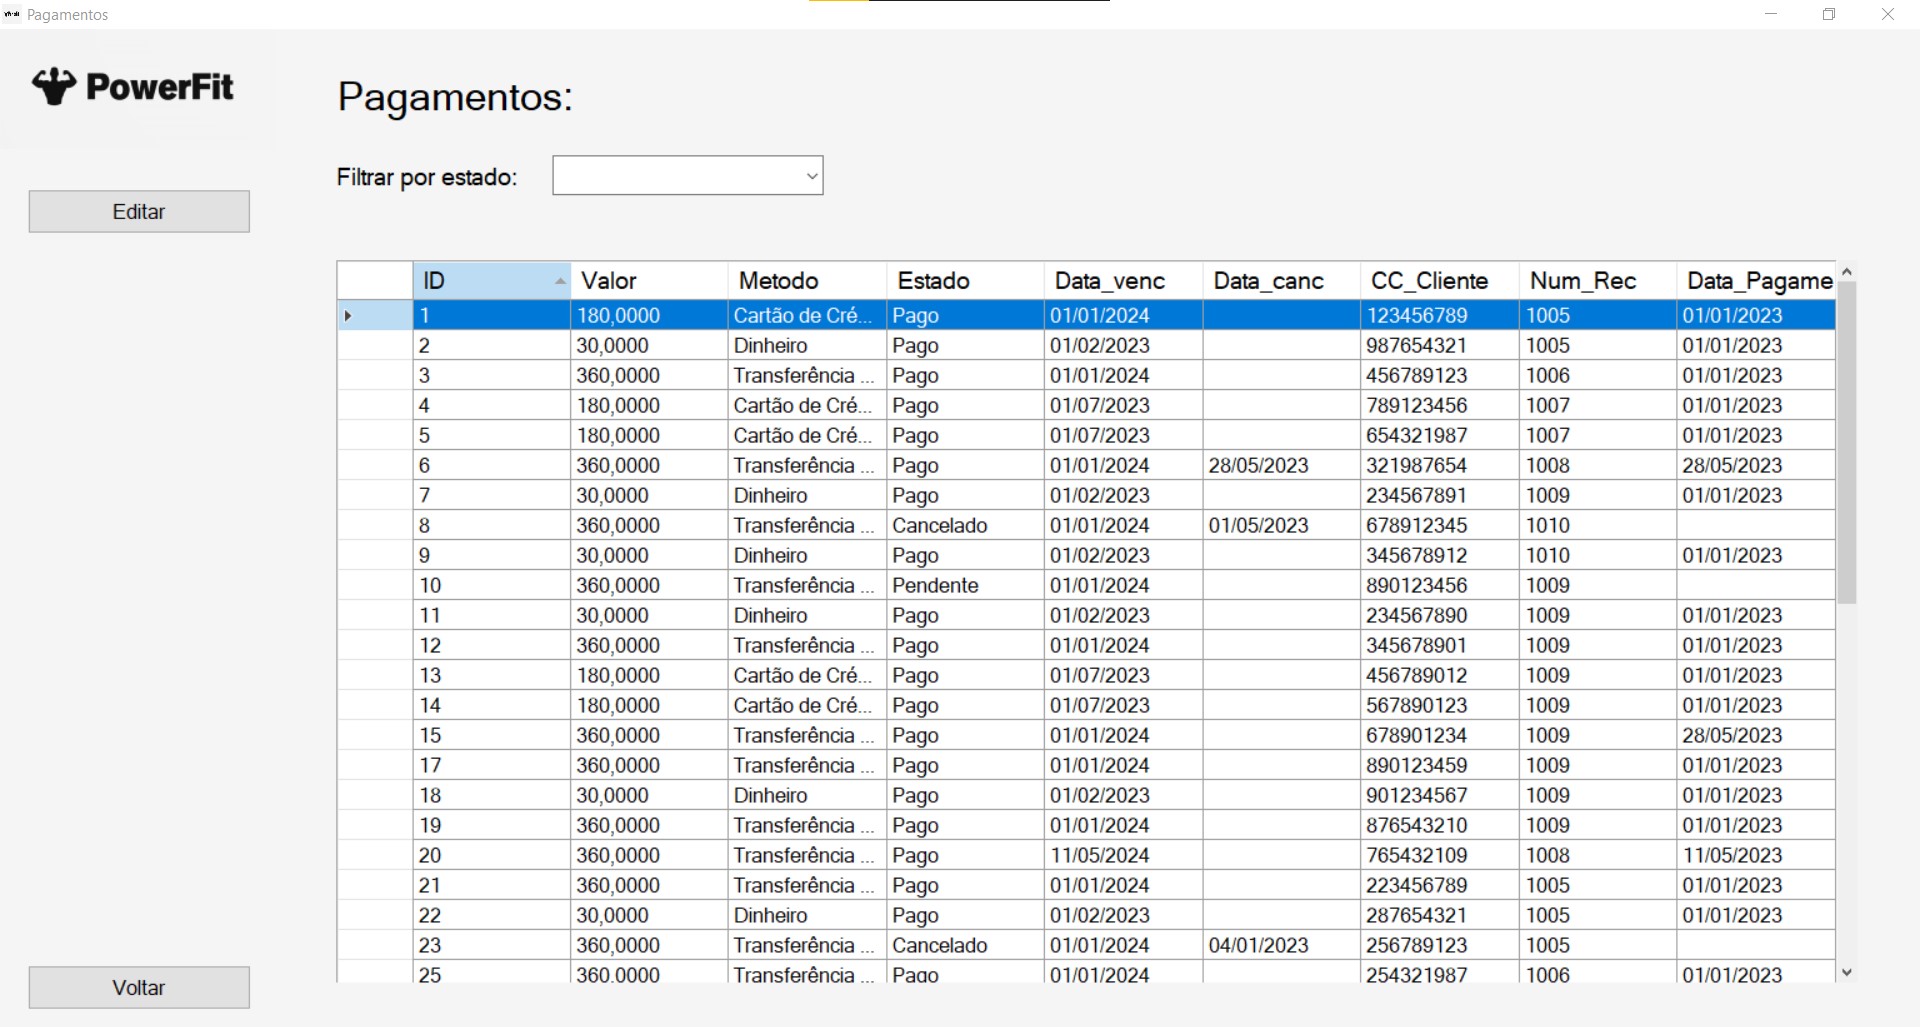 Pagamentos
PowerFit
Pagamentos:
Filtrar por estado:
Editar
ID Valor Metodo Estado Data_venc Data_canc CC_Cliente Num_Rec Data_Pagame
1 180,0000 Cartão de Cré... Pago 01/01/2024 123456789 1005 01/01/2023
2 30,0000 Dinheiro Pago 01/02/2023 987654321 1005 01/01/2023
3 360,0000 Transferência ... Pago 01/01/2024 456789123 1006 01/01/2023
4 180,0000 Cartão de Cré... Pago 01/07/2023 789123456 1007 01/01/2023
5 180,0000 Cartão de Cré... Pago 01/07/2023 654321987 1007 01/01/2023
6 360,0000 Transferência ... Pago 01/01/2024 28/05/2023 321987654 1008 28/05/2023
7 30,0000 Dinheiro Pago 01/02/2023 234567891 1009 01/01/2023
8 360,0000 Transferência ... Cancelado 01/01/2024 01/05/2023 678912345 1010
9 30,0000 Dinheiro Pago 01/02/2023 345678912 1010 01/01/2023
10 360,0000 Transferência ... Pendente 01/01/2024 890123456 1009
11 30,0000 Dinheiro Pago 01/02/2023 234567890 1009 01/01/2023
12 360,0000 Transferência ... Pago 01/01/2024 345678901 1009 01/01/2023
13 180,0000 Cartão de Cré... Pago 01/07/2023 456789012 1009 01/01/2023
14 180,0000 Cartão de Cré... Pago 01/07/2023 567890123 1009 01/01/2023
15 360,0000 Transferência ... Pago 01/01/2024 678901234 1009 28/05/2023
17 360,0000 Transferência ... Pago 01/01/2024 890123459 1009 01/01/2023
18 30,0000 Dinheiro Pago 01/02/2023 901234567 1009 01/01/2023
19 360,0000 Transferência ... Pago 01/01/2024 876543210 1009 01/01/2023
20 360,0000 Transferência ... Pago 11/05/2024 765432109 1008 11/05/2023
21 360,0000 Transferência ... Pago 01/01/2024 223456789 1005 01/01/2023
22 30,0000 Dinheiro Pago 01/02/2023 287654321 1005 01/01/2023
23 360,0000 Transferência ... Cancelado 01/01/2024 04/01/2023 256789123 1005
25 360,0000 Transferência ... Pago 01/01/2024 254321987 1006 01/01/2023
Voltar